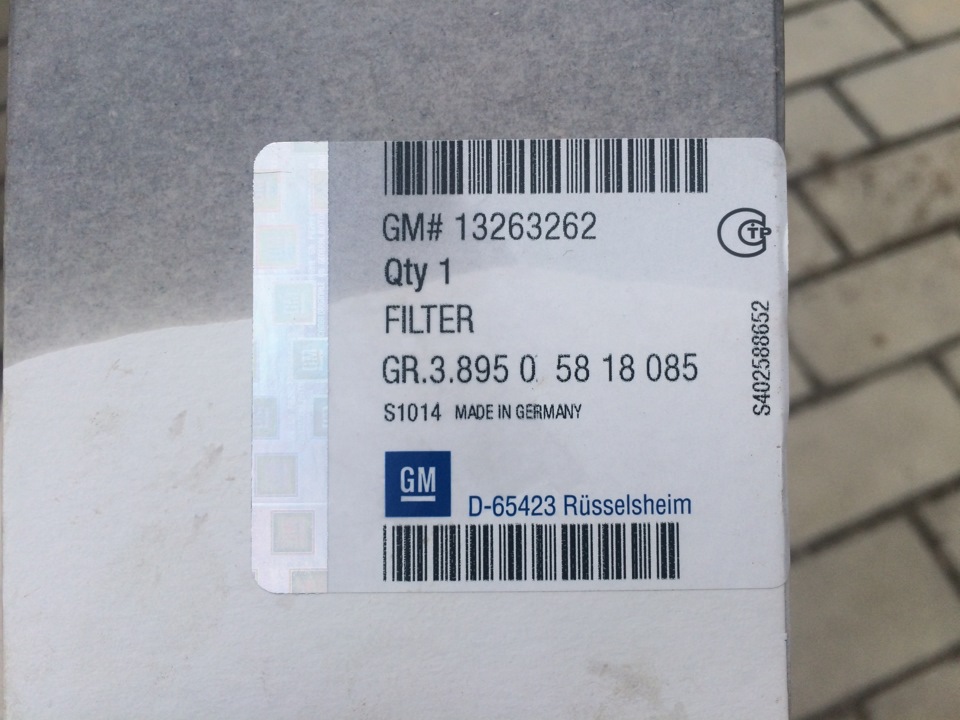 GM# 13263262
Qty 1
FILTER
GR.3.895 0 58 18 085
S1014 MADE IN GERMANY
GM
D-65423 Rüsselsheim
S402588652